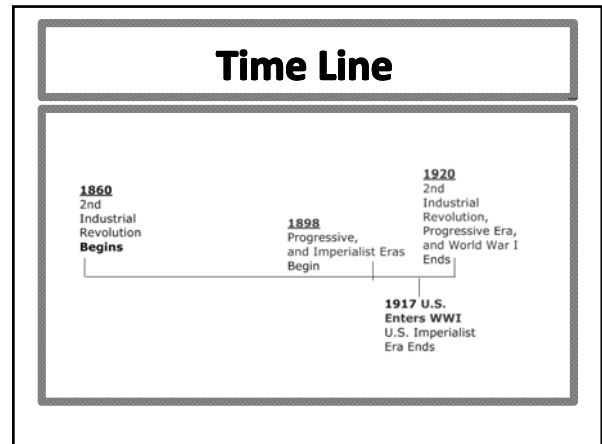 Time Line
1860
2nd
Industrial
Revolution
Begins
1898
Progressive,
and Imperialist Eras
Begin
1920
2nd
Industrial
Revolution,
Progressive Era,
and World War I
Ends
1917 U.S.
Enters WWI
U.S. Imperialist
Era Ends